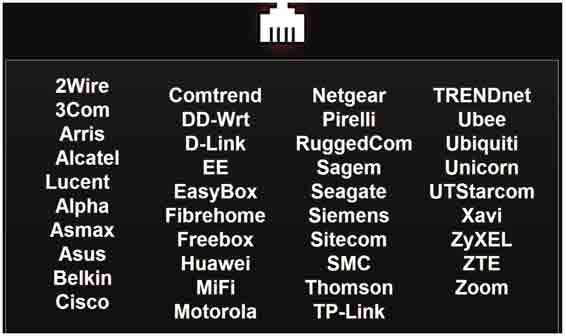 2Wire
3Com
Arris
Alcatel
Lucent
Alpha
Asmax
Asus
Belkin
Cisco
Comtrend
DD-Wrt
D-Link
EE
EasyBox
Fibrehome
Freebox
Huawei
MiFi
Motorola
Netgear
Pirelli
RuggedCom
Sagem
Seagate
Siemens
Sitecom
SMC
Thomson
TP-Link
TRENDnet
Ubee
Ubiquiti
Unicorn
UTStarcom
Xavi
ZyXEL
ZTE
Zoom